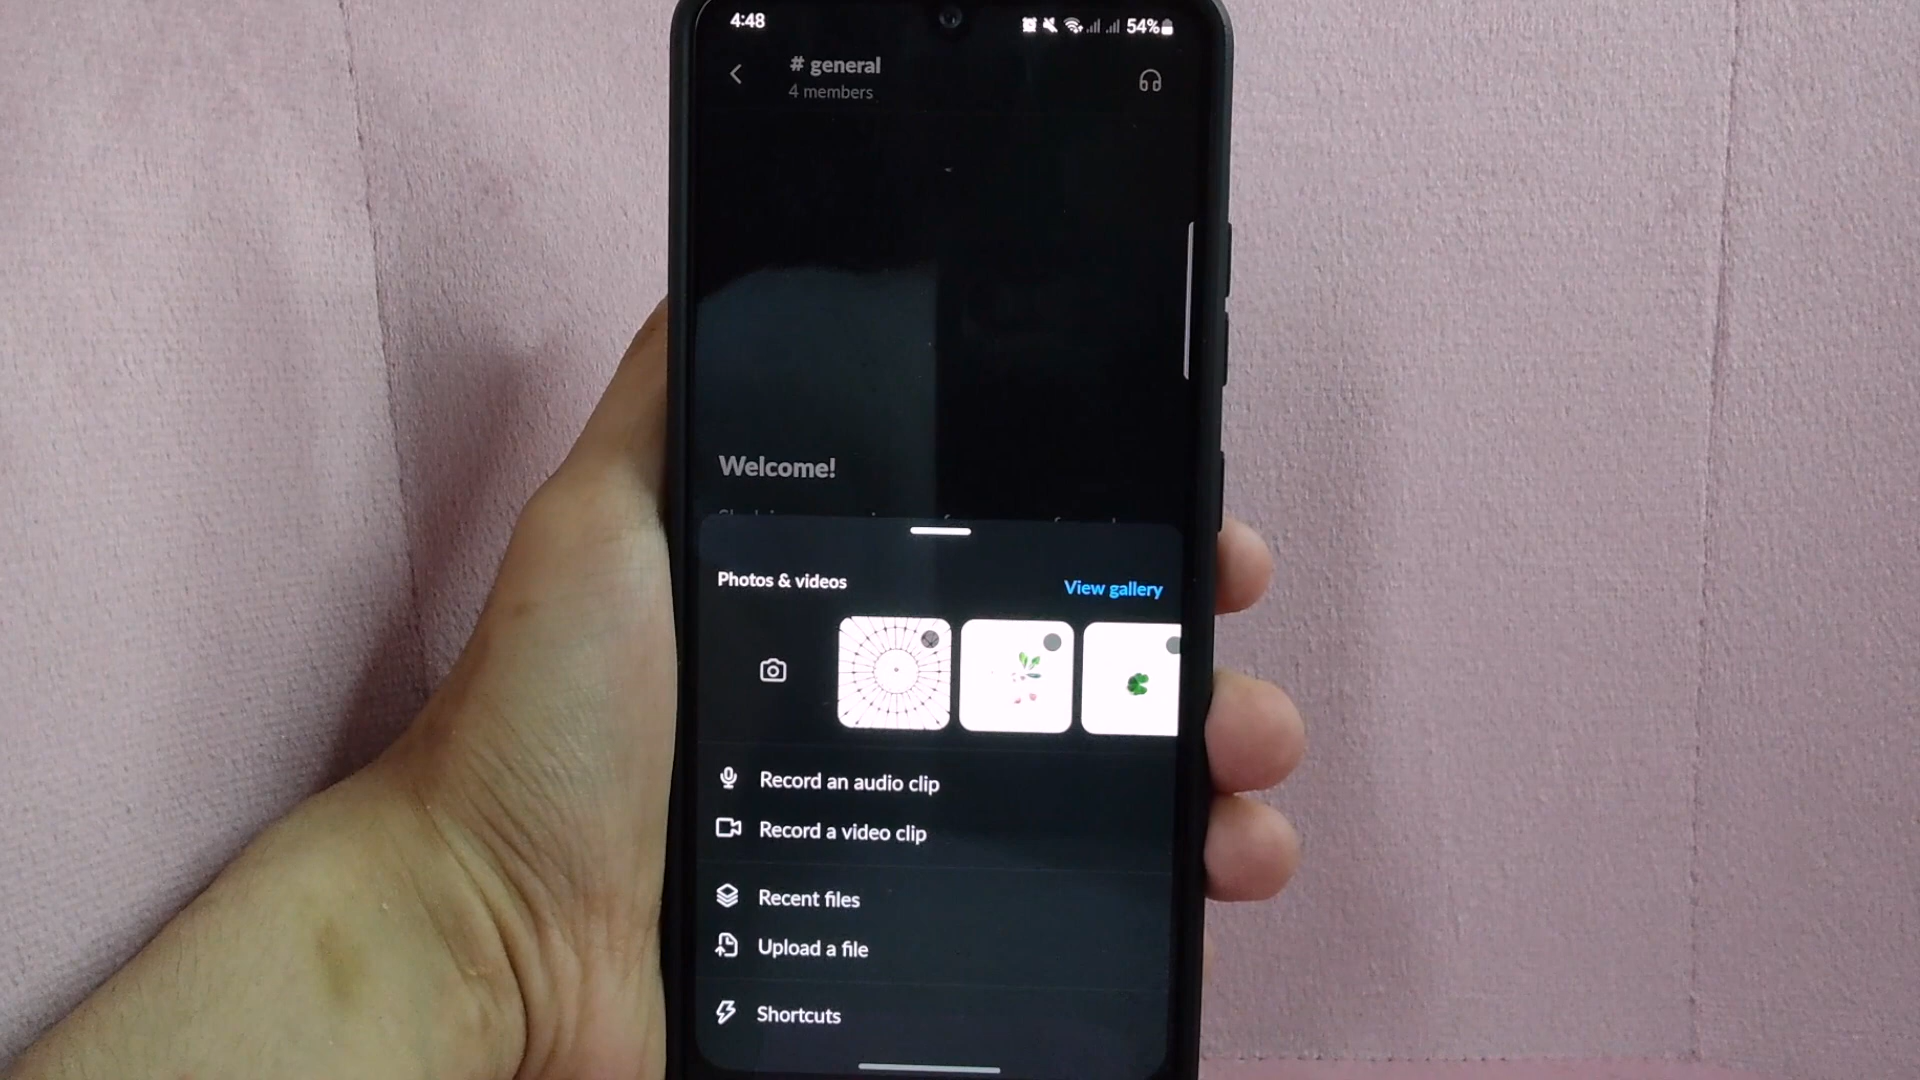 4:48
54%
# general
4 members
Welcome!
Photos & videos
View gallery
Record an audio clip
Record a video clip
Recent files
Upload a file
Shortcuts